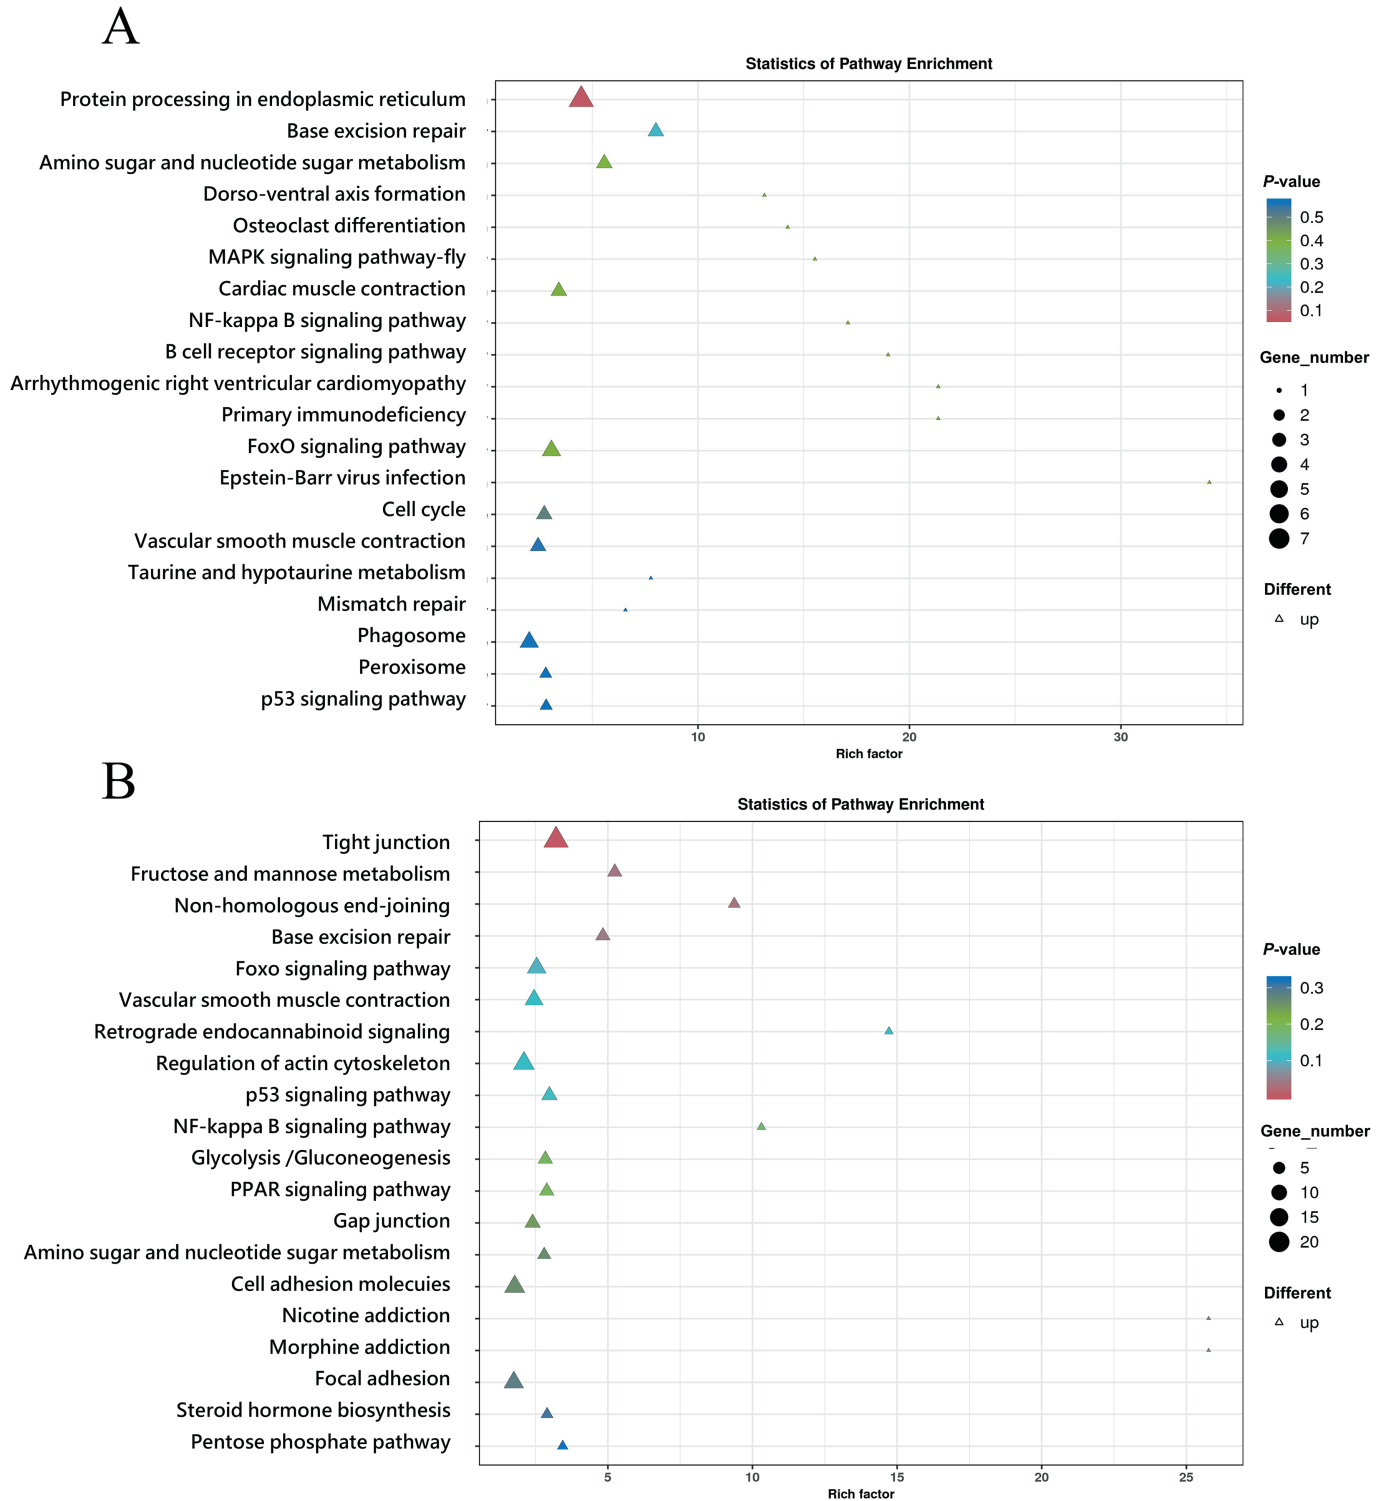 A
Statistics of Pathway Enrichment
Protein processing in endoplasmic reticulum
Base excision repair
Amino sugar and nucleotide sugar metabolism
Dorso-ventral axis formation
Osteoclast differentiation
MAPK signaling pathway-fly
Cardiac muscle contraction
NF-kappa B signaling pathway
B cell receptor signaling pathway
Arrhythmogenic right ventricular cardiomyopathy
Primary immunodeficiency
FoxO signaling pathway
Epstein-Barr virus infection
Cell cycle
Vascular smooth muscle contraction
Taurine and hypotaurine metabolism
Mismatch repair
Phagosome
Peroxisome
p53 signaling pathway
10 20 30
Rich factor
P-value
0.5
0.4
0.3
0.2
0.1
Gene_number
1
2
3
4
5
6
7
Different
up
B
Statistics of Pathway Enrichment
Tight junction
Fructose and mannose metabolism
Non-homologous end-joining
Base excision repair
Foxo signaling pathway
Vascular smooth muscle contraction
Retrograde endocannabinoid signaling
Regulation of actin cytoskeleton
p53 signaling pathway
NF-kappa B signaling pathway
Glycolysis /Gluconeogenesis
PPAR signaling pathway
Gap junction
Amino sugar and nucleotide sugar metabolism
Cell adhesion molecuies
Nicotine addiction
Morphine addiction
Focal adhesion
Steroid hormone biosynthesis
Pentose phosphate pathway
5 10 15 20 25
Rich factor
P-value
0.3
0.2
0.1
Gene_number
5
10
15
20
Different
up